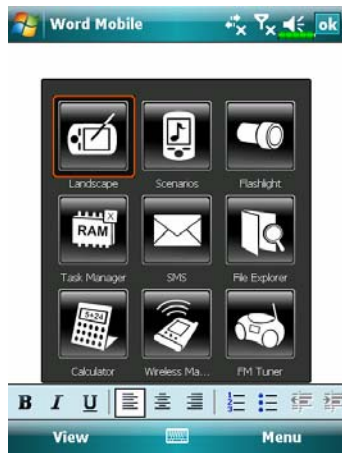 Word Mobile ok
Landscape Scenarios Flashlight
RAM
Task Manager SMS File Explorer
5+24
Calculator Wireless Ma... FM Tuner
B I U
View Menu